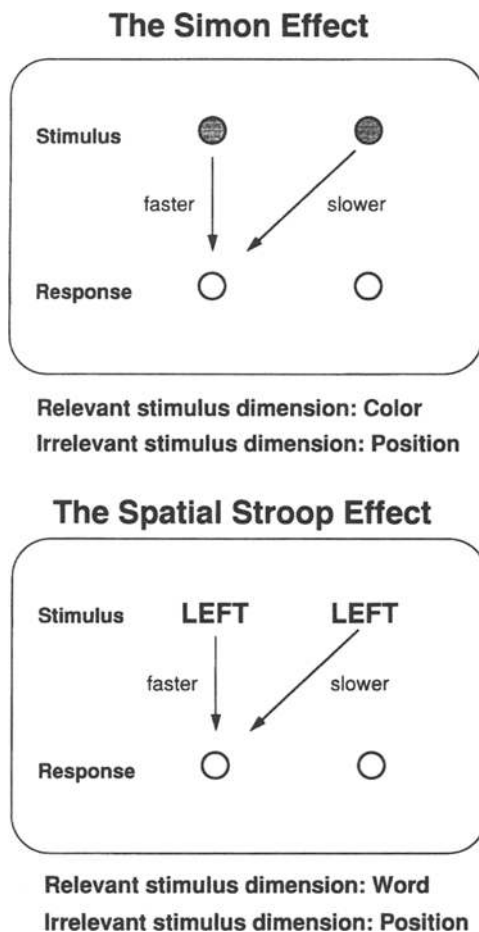 The Simon Effect
Stimulus
faster slower
Response
Relevant stimulus dimension: Color
Irrelevant stimulus dimension: Position
The Spatial Stroop Effect
Stimulus LEFT LEFT
faster slower
Response
Relevant stimulus dimension: Word
Irrelevant stimulus dimension: Position